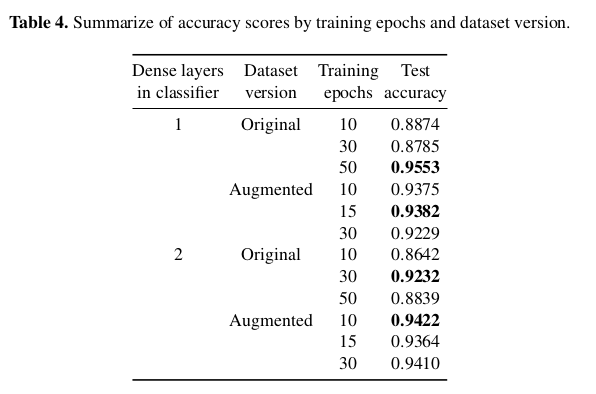 Table 4. Summarize of accuracy scores by training epochs and dataset version.
Dense layers Dataset Training Test
in classifier version epochs accuracy
1 Original 10 0.8874
30 0.8785
50 0.9553
Augmented 10 0.9375
15 0.9382
30 0.9229
2 Original 10 0.8642
30 0.9232
50 0.8839
Augmented 10 0.9422
15 0.9364
30 0.9410